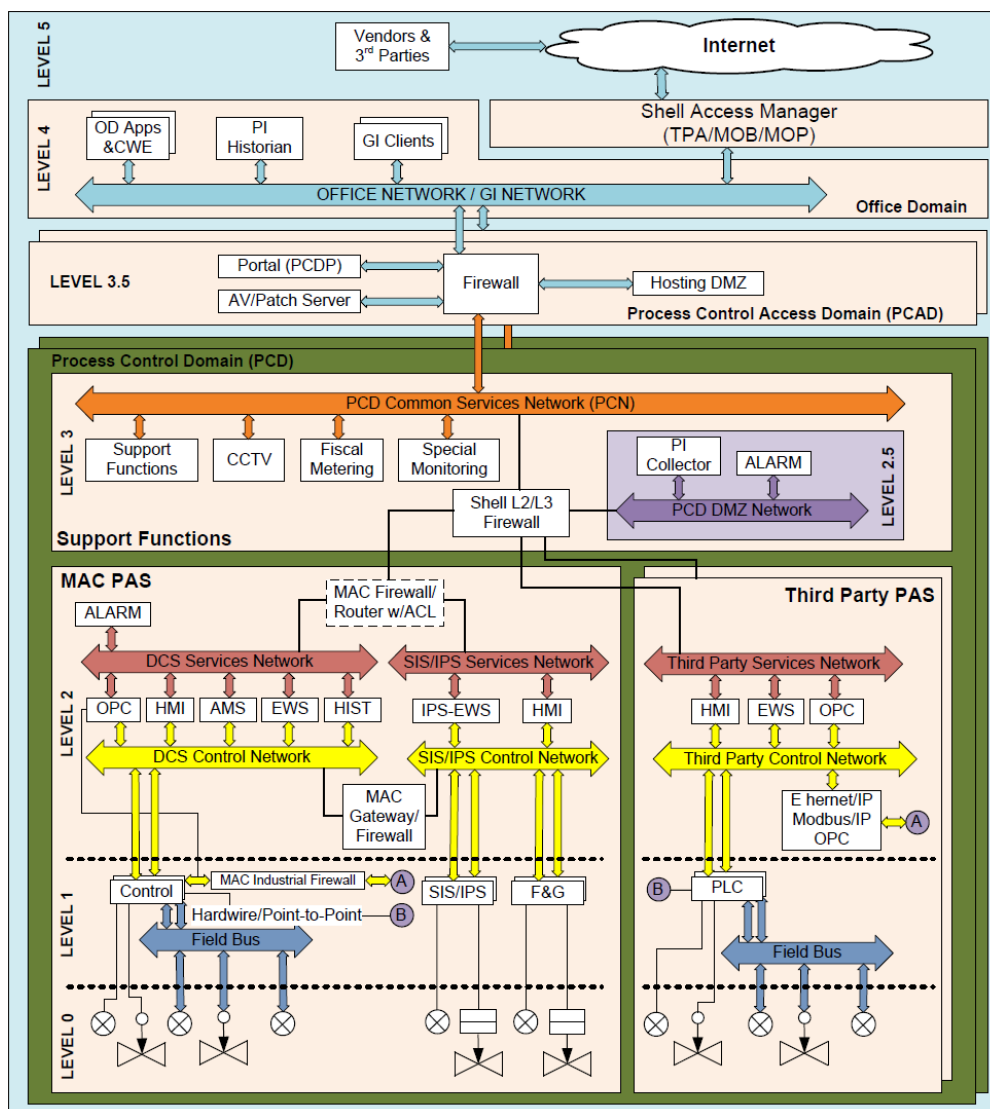 LEVEL 5
Vendors &
3rd Parties
Internet
LEVEL 4
OD Apps
&CWE
PI
Historian
GI Clients
Shell Access Manager
(TPA/MOB/MOP)
OFFICE NETWORK / GI NETWORK
Office Domain
LEVEL 3.5
Portal (PCDP)
AV/Patch Server
Firewall
Hosting DMZ
Process Control Access Domain (PCAD)
Process Control Domain (PCD)
PCD Common Services Network (PCN)
LEVEL 3
Support
Functions
CCTV
Fiscal
Metering
Special
Monitoring
PI
Collector
ALARM
LEVEL 2.5
PCD DMZ Network
Shell L2/L3
Firewall
Support Functions
MAC PAS
MAC Firewall/
Router w/ACL
Third Party PAS
ALARM
DCS Services Network
SIS/IPS Services Network
Third Party Services Network
LEVEL 2
OPC
HMI
AMS
EWS
HIST
IPS-EWS
HMI
HMI
EWS
OPC
DCS Control Network
SIS/IPS Control Network
Third Party Control Network
MAC
Gateway/
Firewall
E hernet/IP
Modbus/IP
OPC
A
LEVEL 1
Control
MAC Industrial Firewall
A
SIS/IPS
F&G
B
PLC
Hardwire/Point-to-Point
B
Field Bus
Field Bus
LEVEL 0